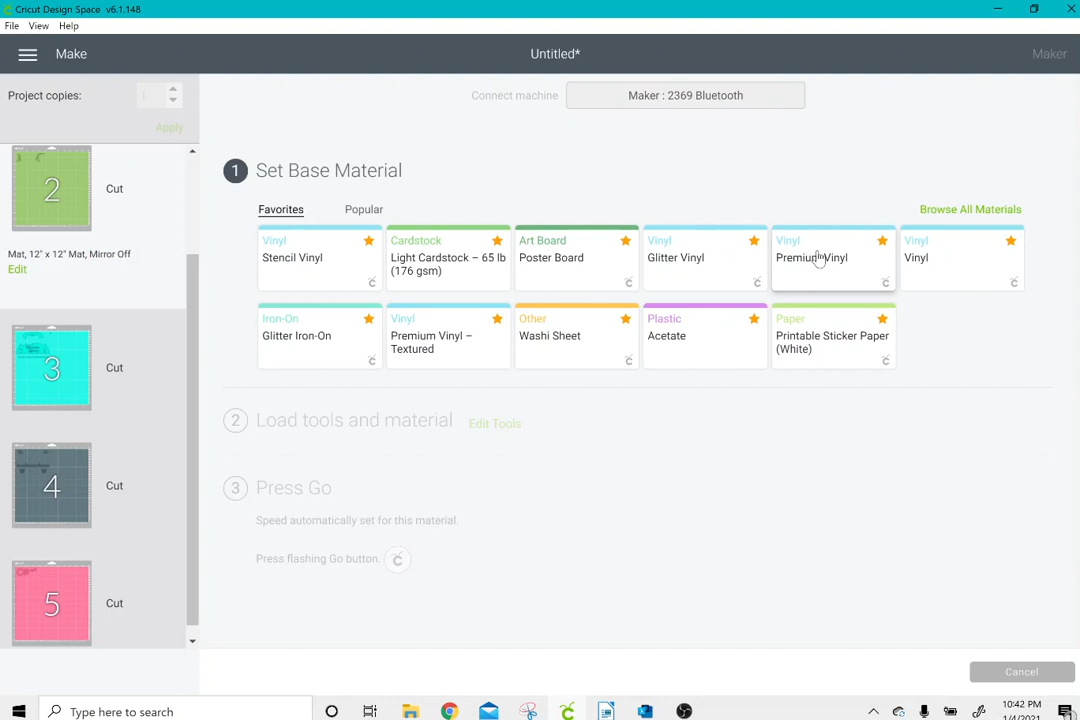 Cricut Design Space v6.1.148
File View Help
Make
Untitled*
Maker
Project copies:
1
Apply
Connect machine
Maker : 2369 Bluetooth
2
Cut
Mat, 12" x 12" Mat, Mirror Off
Edit
3
Cut
4
Cut
5
Cut
1 Set Base Material
Favorites Popular
Browse All Materials
Vinyl
Stencil Vinyl
Cardstock
Light Cardstock – 65 lb
(176 gsm)
Art Board
Poster Board
Vinyl
Glitter Vinyl
Vinyl
Premium Vinyl
Vinyl
Vinyl
Iron-On
Glitter Iron-On
Vinyl
Premium Vinyl –
Textured
Other
Washi Sheet
Plastic
Acetate
Paper
Printable Sticker Paper
(White)
2 Load tools and material Edit Tools
3 Press Go
Speed automatically set for this material.
Press flashing Go button.
Cancel
Type here to search
10:42 PM
1/4/2021